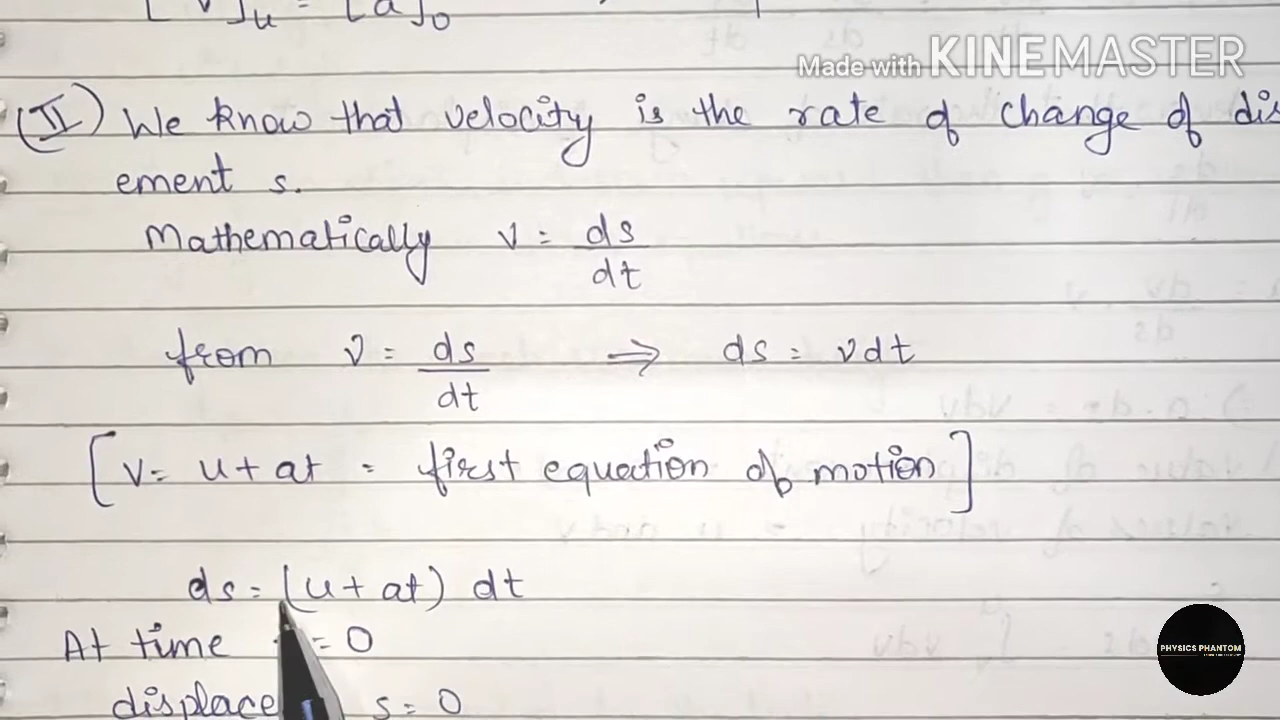 [v]u = [a]0
Made with KINEMASTER
(II) We know that velocity is the rate of change of dis
ement s.
Mathematically v = ds/dt
from v = ds/dt ⇒ ds = vdt
[v = u + at = first equation of motion]
ds = (u + at) dt
At time = 0
displace s = 0
PHYSICS PHANTOM